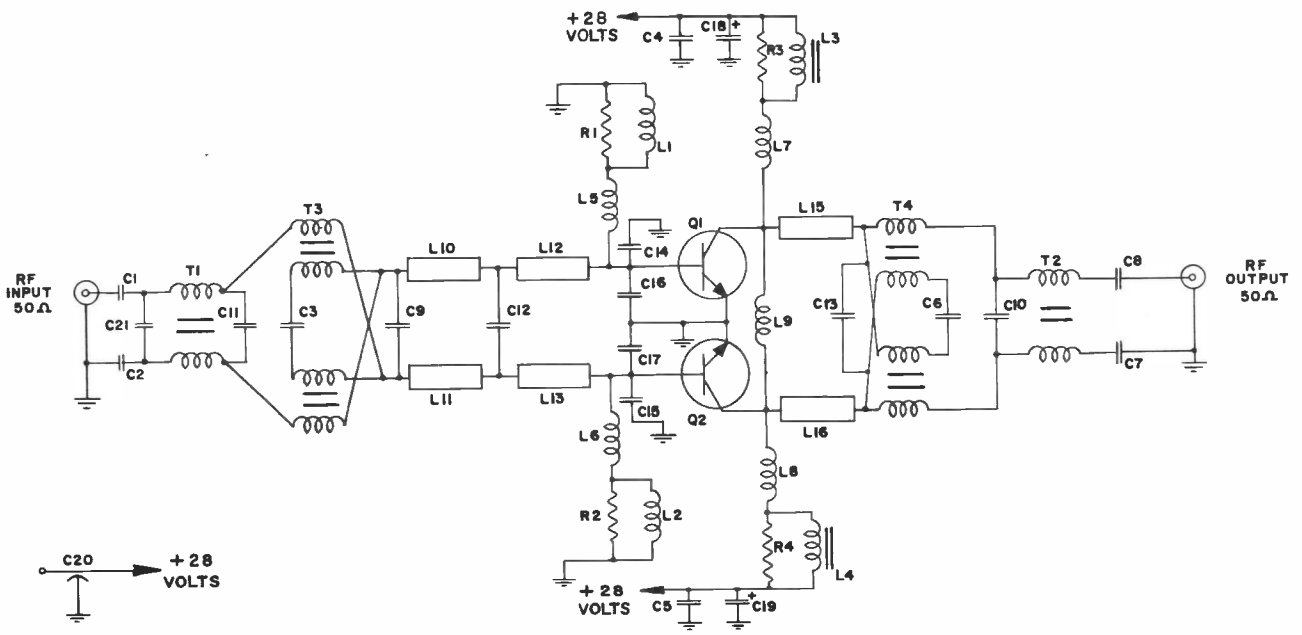 +28
VOLTS
C4
C18
+
R3
L3
R1
L1
L7
L5
T3
Q1
L15
T4
C14
L10
L12
RF
INPUT
50Ω
C1
T1
C16
T2
C8
RF
OUTPUT
50Ω
C21
C11
C3
C9
C12
L9
C13
C6
C10
C2
C17
C7
L11
L13
C15
Q2
L16
L6
L8
R2
L2
R4
L4
C20
+28
VOLTS
+28
VOLTS
C5
+
C19